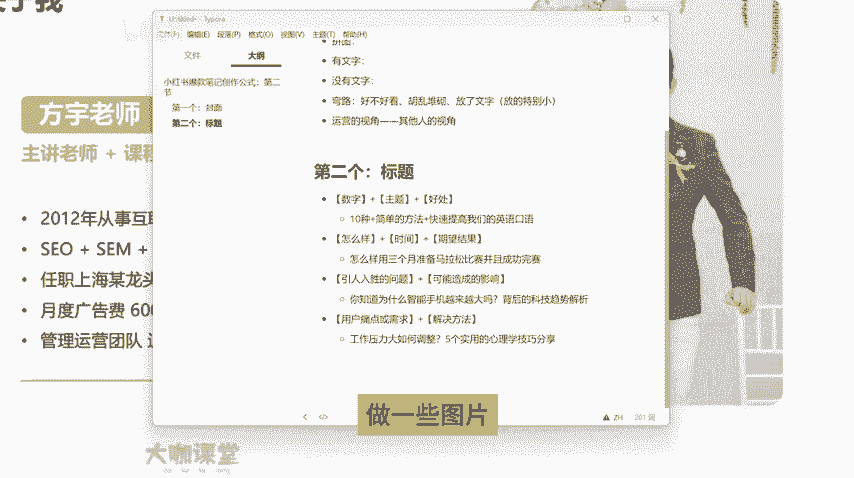 关于我
方宇老师
主讲老师 + 课程
2012年从事互联
SEO + SEM +
任职上海某龙头
月度广告费 600
管理运营团队
Untitled - Typora
文件(F) 编辑(E) 段落(P) 格式(O) 视图(V) 主题(T) 帮助(H)
文件 大纲
小红书爆款笔记创作公式：第二
节
第一个：封面
第二个：标题
拼图：
有文字：
没有文字：
弯路：好不好看、胡乱堆砌、放了文字（放的特别小）
运营的视角——其他人的视角
第二个：标题
【数字】+【主题】+【好处】
10种+简单的方法+快速提高我们的英语口语
【怎么样】+【时间】+【期望结果】
怎么样用三个月准备马拉松比赛并且成功完赛
【引人入胜的问题】+【可能造成的影响】
你知道为什么智能手机越来越大吗？背后的科技趋势解析
【用户痛点或需求】+【解决方法】
工作压力大如何调整？5个实用的心理学技巧分享
ZH 201 词
做一些图片
大咖课堂